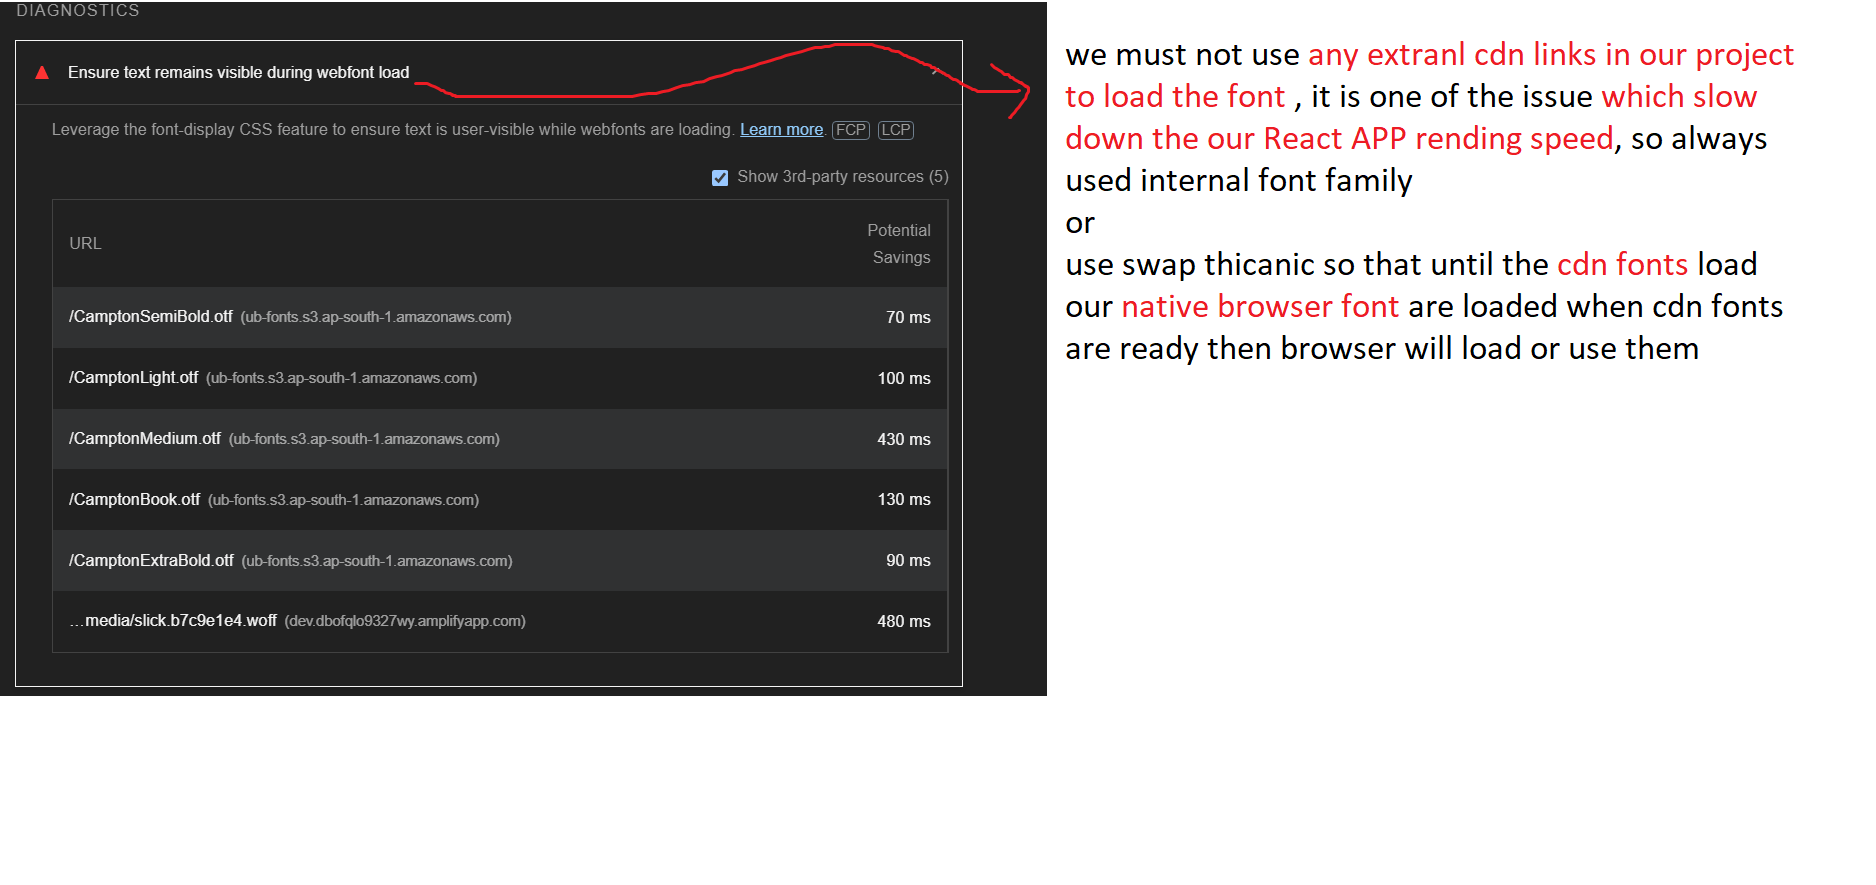 DIAGNOSTICS
Ensure text remains visible during webfont load
Leverage the font-display CSS feature to ensure text is user-visible while webfonts are loading. Learn more. FCP LCP
Show 3rd-party resources (5)
URL
Potential
Savings
/CamptonSemiBold.otf (ub-fonts.s3.ap-south-1.amazonaws.com) 70 ms
/CamptonLight.otf (ub-fonts.s3.ap-south-1.amazonaws.com) 100 ms
/CamptonMedium.otf (ub-fonts.s3.ap-south-1.amazonaws.com) 430 ms
/CamptonBook.otf (ub-fonts.s3.ap-south-1.amazonaws.com) 130 ms
/CamptonExtraBold.otf (ub-fonts.s3.ap-south-1.amazonaws.com) 90 ms
…media/slick.b7c9e1e4.woff (dev.dbofqlo9327wy.amplifyapp.com) 480 ms
we must not use any extranl cdn links in our project
to load the font , it is one of the issue which slow
down the our React APP rending speed, so always
used internal font family
or
use swap thicanic so that until the cdn fonts load
our native browser font are loaded when cdn fonts
are ready then browser will load or use them